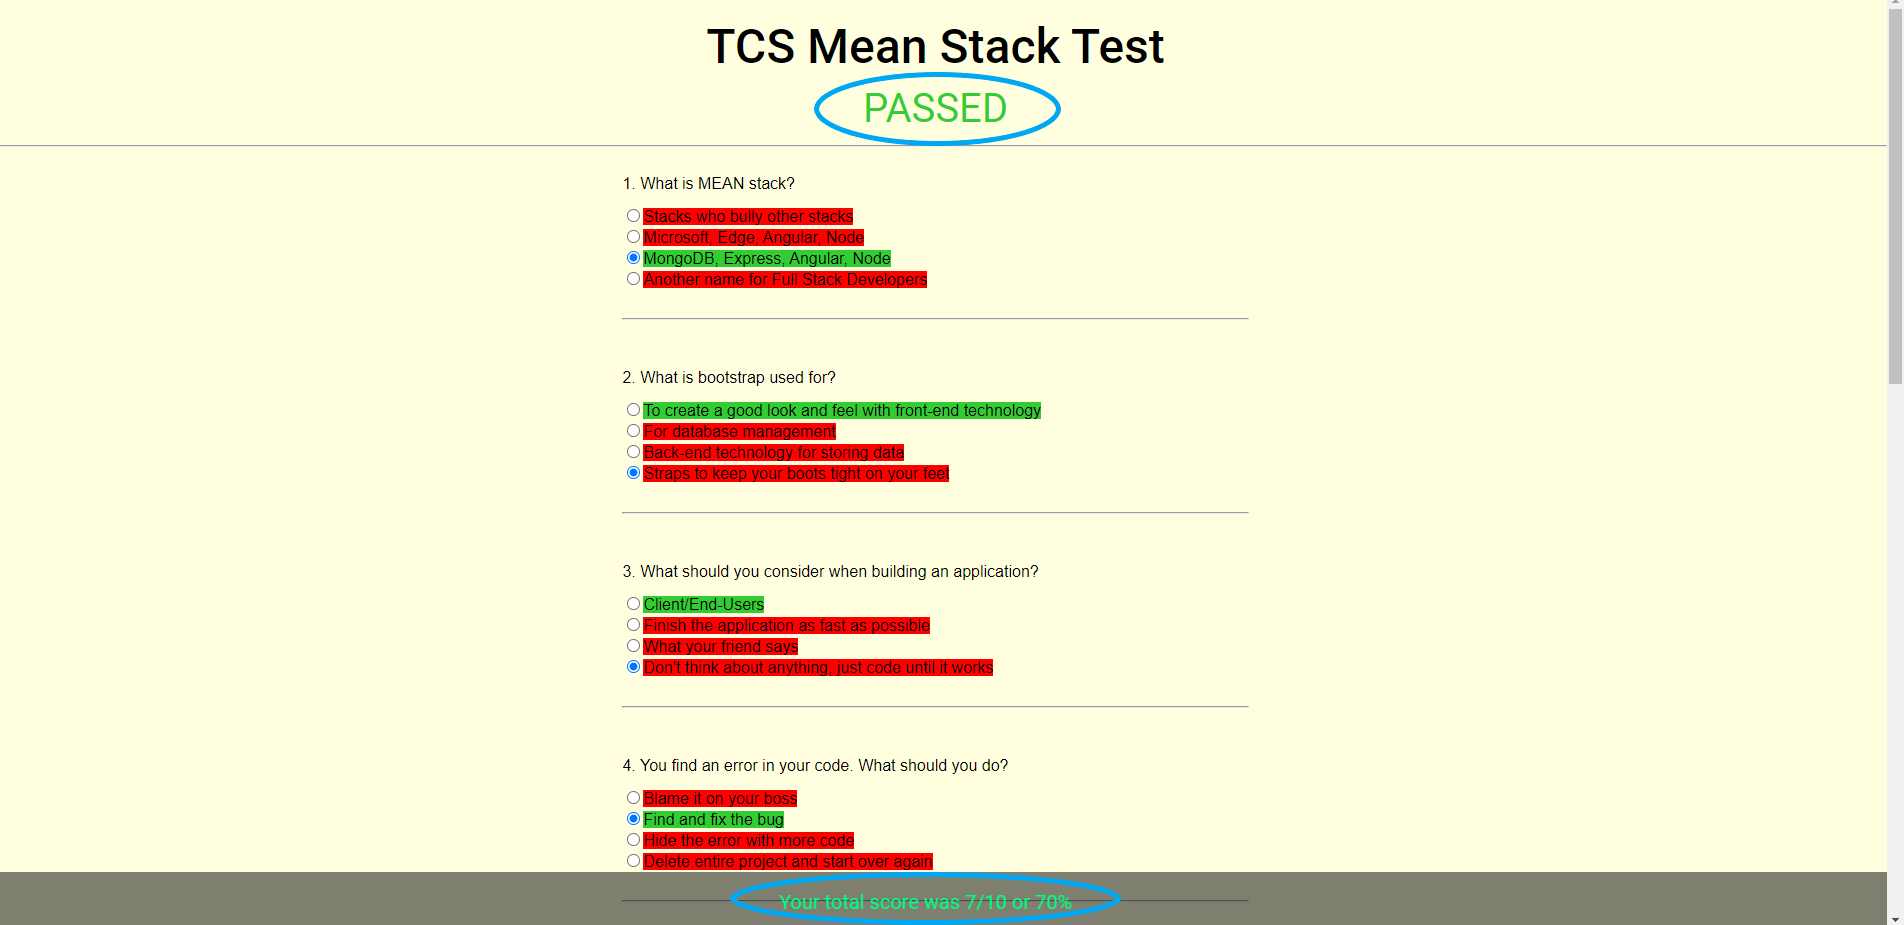 TCS Mean Stack Test
PASSED
1. What is MEAN stack?
Stacks who bully other stacks
Microsoft, Edge, Angular, Node
MongoDB, Express, Angular, Node
Another name for Full Stack Developers
2. What is bootstrap used for?
To create a good look and feel with front-end technology
For database management
Back-end technology for storing data
Straps to keep your boots tight on your feet
3. What should you consider when building an application?
Client/End-Users
Finish the application as fast as possible
What your friend says
Don't think about anything, just code until it works
4. You find an error in your code. What should you do?
Blame it on your boss
Find and fix the bug
Hide the error with more code
Delete entire project and start over again
Your total score was 7/10 or 70%